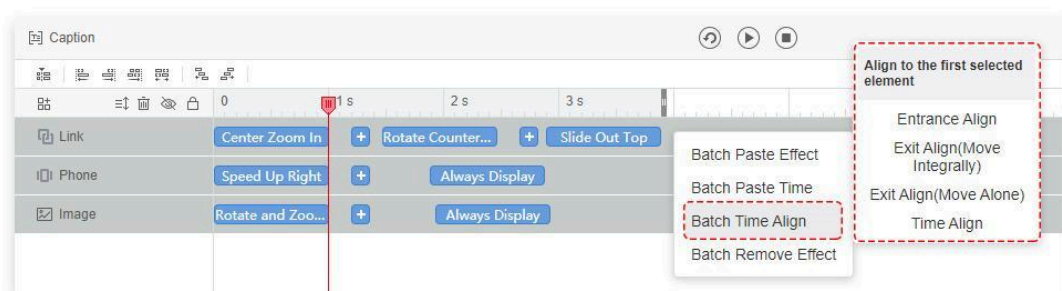 Caption
0
1 s
2 s
3 s
Link
Center Zoom In
+
Rotate Counter...
+
Slide Out Top
Phone
Speed Up Right
+
Always Display
Image
Rotate and Zoo...
+
Always Display
Batch Paste Effect
Batch Paste Time
Batch Time Align
Batch Remove Effect
Align to the first selected
element
Entrance Align
Exit Align(Move
Integrally)
Exit Align(Move Alone)
Time Align